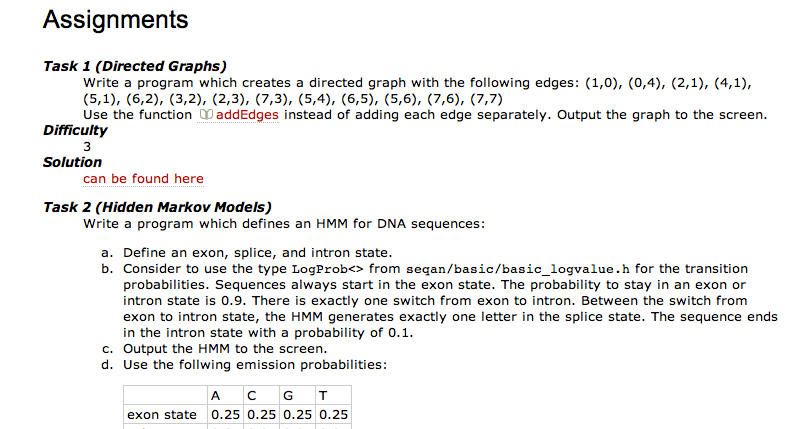 Assignments
Task 1 (Directed Graphs)
Write a program which creates a directed graph with the following edges: (1,0), (0,4), (2,1), (4,1),
(5,1), (6,2), (3,2), (2,3), (7,3), (5,4), (6,5), (5,6), (7,6), (7,7)
Use the function addEdges instead of adding each edge separately. Output the graph to the screen.
Difficulty
3
Solution
can be found here
Task 2 (Hidden Markov Models)
Write a program which defines an HMM for DNA sequences:
a. Define an exon, splice, and intron state.
b. Consider to use the type LogProb<> from seqan/basic/basic_logvalue.h for the transition
probabilities. Sequences always start in the exon state. The probability to stay in an exon or
intron state is 0.9. There is exactly one switch from exon to intron. Between the switch from
exon to intron state, the HMM generates exactly one letter in the splice state. The sequence ends
in the intron state with a probability of 0.1.
c. Output the HMM to the screen.
d. Use the follwing emission probabilities:
A C G T
exon state 0.25 0.25 0.25 0.25